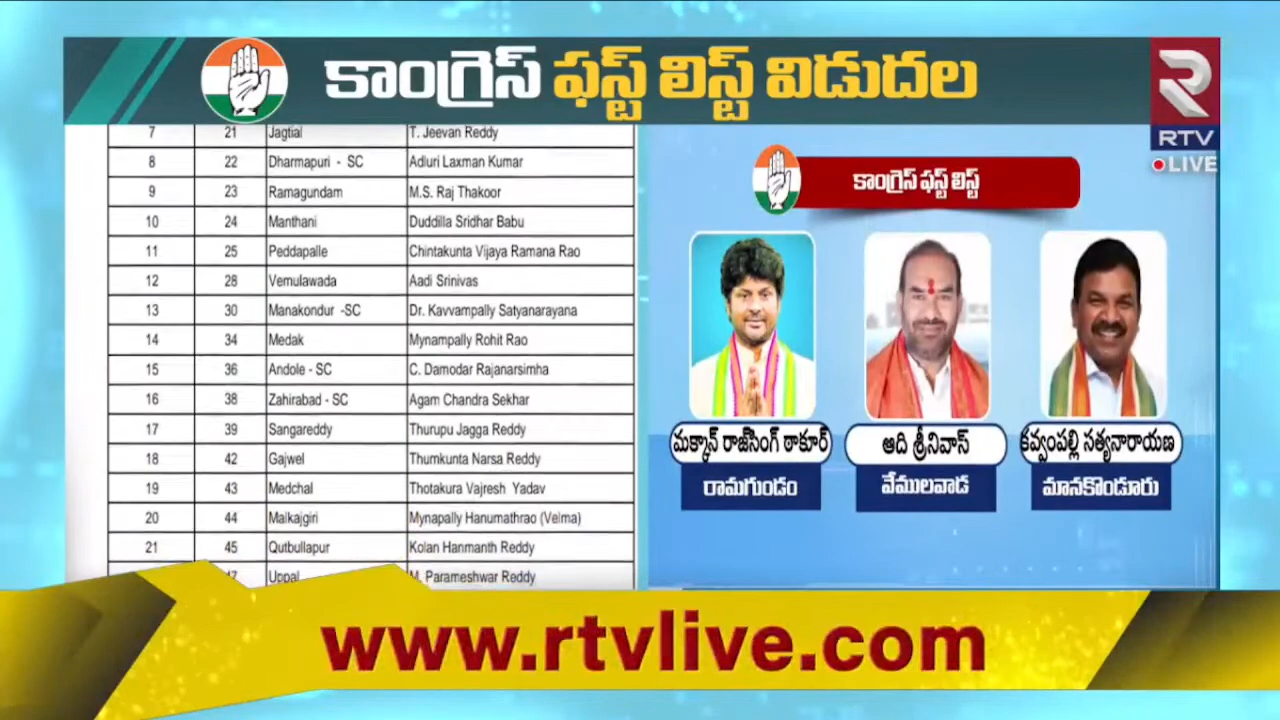 కాంగ్రెస్ ఫస్ట్ లిస్ట్ విడుదల
RTV
LIVE
7 21 Jagtial T. Jeevan Reddy
8 22 Dharmapuri - SC Adluri Laxman Kumar
9 23 Ramagundam M.S. Raj Thakoor
10 24 Manthani Duddilla Sridhar Babu
11 25 Peddapalle Chintakunta Vijaya Ramana Rao
12 28 Vemulawada Aadi Srinivas
13 30 Manakondur -SC Dr. Kavvampally Satyanarayana
14 34 Medak Mynampally Rohit Rao
15 36 Andole - SC C. Damodar Rajanarsimha
16 38 Zahirabad - SC Agam Chandra Sekhar
17 39 Sangareddy Thurupu Jagga Reddy
18 42 Gajwel Thumkunta Narsa Reddy
19 43 Medchal Thotakura Vajresh Yadav
20 44 Malkajgiri Mynapally Hanumathrao (Velma)
21 45 Qutbullapur Kolan Hanmanth Reddy
47 Uppal M. Parameshwar Reddy
కాంగ్రెస్ ఫస్ట్ లిస్ట్
మక్కాన్ రాజ్‌సింగ్ ఠాకూర్
రామగుండం
ఆది శ్రీనివాస్
వేములవాడ
కవ్వంపల్లి సత్యనారాయణ
మానకొండూరు
www.rtvlive.com